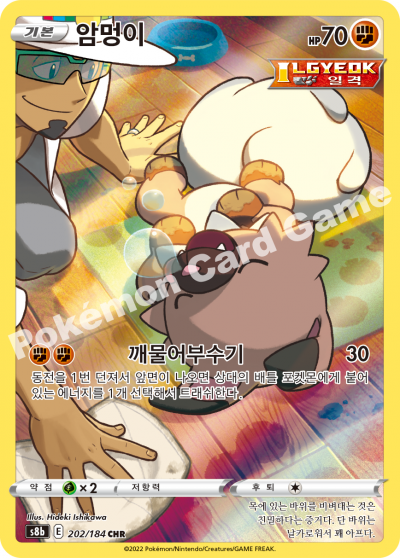 기본 암멍이 HP 70
ILGYEOK
일격
Pokémon Card Game
깨물어부수기 30
동전을 1번 던져서 앞면이 나오면 상대의 배틀 포켓몬에게 붙어
있는 에너지를 1개 선택해서 트래쉬한다.
약점 ×2 저항력 후퇴
Illus. Hideki Ishikawa
s8b E 202/184 CHR
목에 있는 바위를 비벼대는 것은
친밀하다는 증거다. 단 바위는
날카로워서 꽤 아프다.
©2022 Pokémon/Nintendo/Creatures/GAME FREAK.